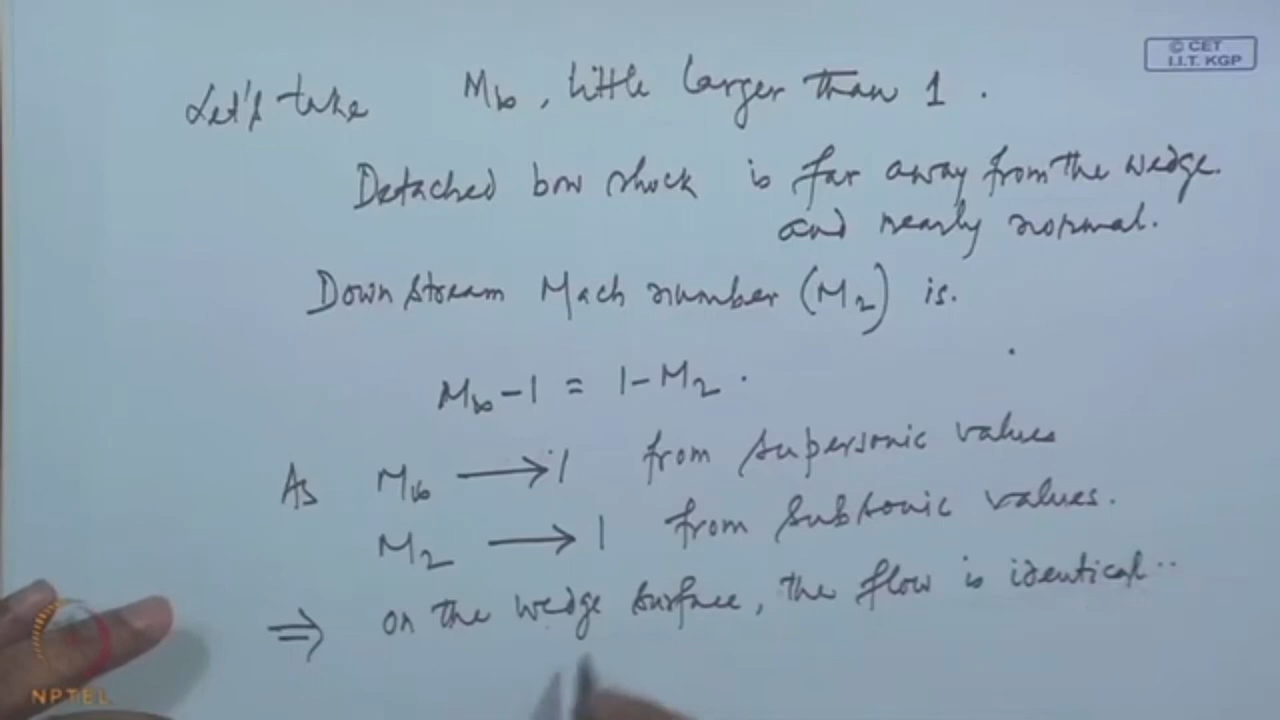 © CET
I.I.T. KGP
Let's take M∞, little larger than 1.
Detached bow shock is far away from the wedge.
and nearly normal.
Down stream Mach number (M₂) is.
M∞-1 = 1-M₂.
As M∞ → 1 from supersonic values
M₂ → 1 from subsonic values.
⇒ on the wedge surface, the flow is identical..
NPTEL